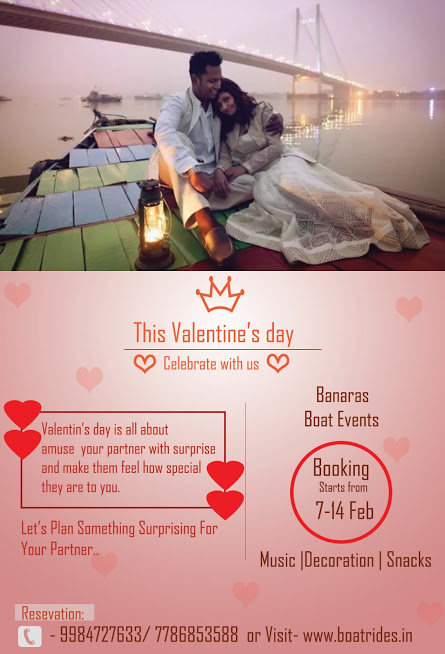 This Valentine's day
Celebrate with us
Valentin's day is all about
amuse your partner with surprise
and make them feel how special
they are to you.
Let's Plan Something Surprising For
Your Partner..
Banaras
Boat Events
Booking
Starts from
7-14 Feb
Music |Decoration | Snacks
Resevation:
- 9984727633/ 7786853588 or Visit- www.boatrides.in